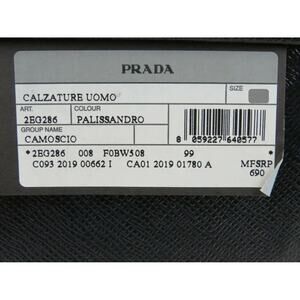 PRADA
CALZATURE UOMO
SIZE
ART. COLOUR
2EG286 PALISSANDRO
GROUP NAME
CAMOSCIO
8 059227 640577
*2EG286 008 F0BW508 99 *
C093 2019 00662 I CA01 2019 01780 A MFSRP
690